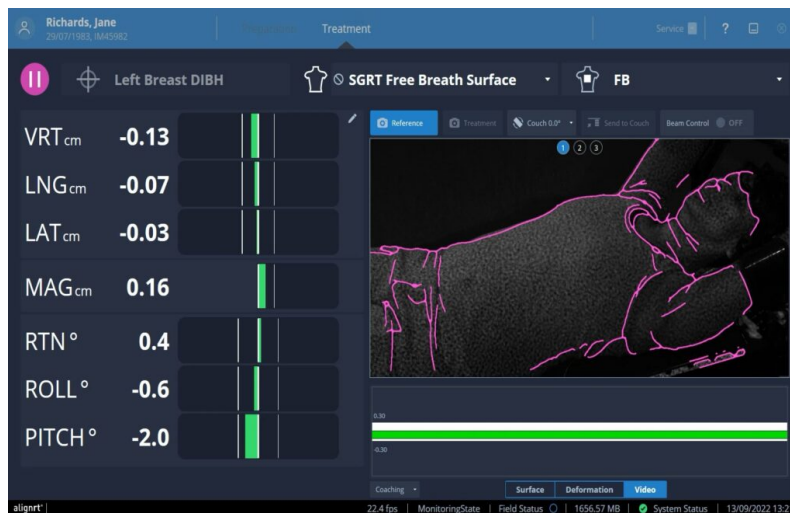 Richards, Jane
29/07/1983, IM45982
Treatment
Service
?
Left Breast DIBH
SGRT Free Breath Surface
FB
VRT cm -0.13
LNG cm -0.07
LAT cm -0.03
MAG cm 0.16
RTN ° 0.4
ROLL ° -0.6
PITCH ° -2.0
Reference
Treatment
Couch 0.0°
Send to Couch
Beam Control OFF
1 2 3
0.30
-0.30
Coaching
Surface Deformation Video
alignrt®
22.4 fps | MonitoringState | Field Status | 1656.57 MB | System Status | 13/09/2022 13:2